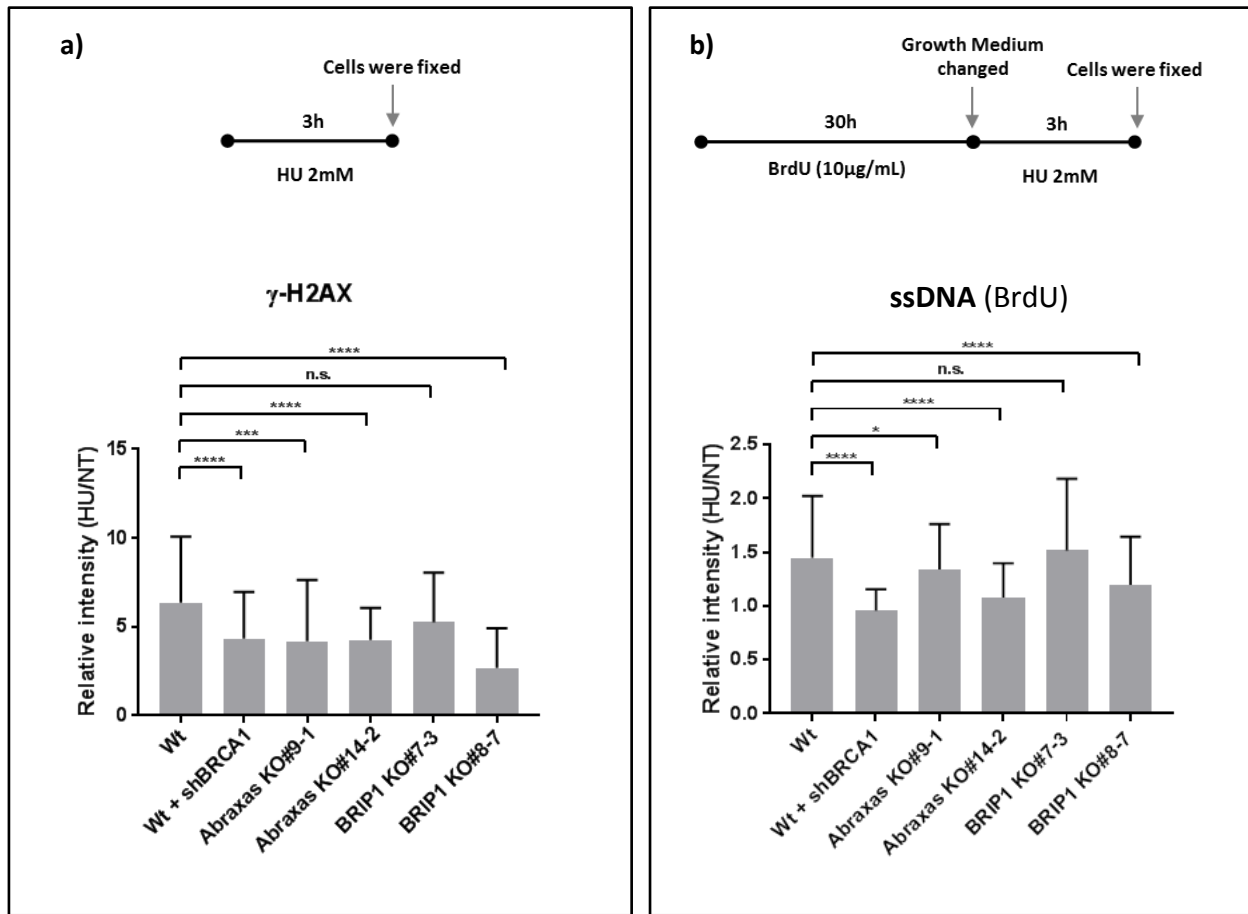 a)
Cells were fixed
3h
HU 2mM
γ-H2AX
****
n.s.
****
***
****
Relative intensity (HU/NT)
15
10
5
0
Wt
Wt + shBRCA1
Abraxas KO#9-1
Abraxas KO#14-2
BRIP1 KO#7-3
BRIP1 KO#8-7
b)
Growth Medium
changed
Cells were fixed
30h
3h
BrdU (10µg/mL)
HU 2mM
ssDNA (BrdU)
****
n.s.
****
*
****
Relative intensity (HU/NT)
2.5
2.0
1.5
1.0
0.5
0.0
Wt
Wt + shBRCA1
Abraxas KO#9-1
Abraxas KO#14-2
BRIP1 KO#7-3
BRIP1 KO#8-7